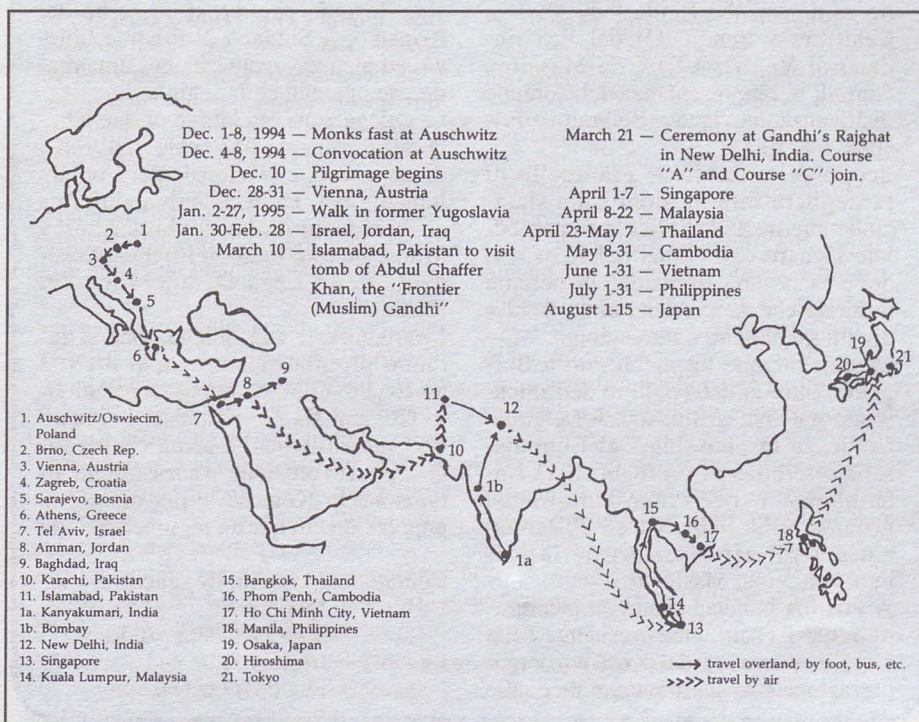 Dec. 1-8, 1994 — Monks fast at Auschwitz
Dec. 4-8, 1994 — Convocation at Auschwitz
Dec. 10 — Pilgrimage begins
Dec. 28-31 — Vienna, Austria
Jan. 2-27, 1995 — Walk in former Yugoslavia
Jan. 30-Feb. 28 — Israel, Jordan, Iraq
March 10 — Islamabad, Pakistan to visit
tomb of Abdul Ghaffer
Khan, the "Frontier
(Muslim) Gandhi"
March 21 — Ceremony at Gandhi's Rajghat
in New Delhi, India. Course
"A" and Course "C" join.
April 1-7 — Singapore
April 8-22 — Malaysia
April 23-May 7 — Thailand
May 8-31 — Cambodia
June 1-31 — Vietnam
July 1-31 — Philippines
August 1-15 — Japan
1
2
3
4
5
6
7
8
9
10
11
12
1b
1a
13
14
15
16
17
18
19
20
21
1. Auschwitz/Oswiecim,
Poland
2. Brno, Czech Rep.
3. Vienna, Austria
4. Zagreb, Croatia
5. Sarajevo, Bosnia
6. Athens, Greece
7. Tel Aviv, Israel
8. Amman, Jordan
9. Baghdad, Iraq
10. Karachi, Pakistan
11. Islamabad, Pakistan
1a. Kanyakumari, India
1b. Bombay
12. New Delhi, India
13. Singapore
14. Kuala Lumpur, Malaysia
15. Bangkok, Thailand
16. Phom Penh, Cambodia
17. Ho Chi Minh City, Vietnam
18. Manila, Philippines
19. Osaka, Japan
20. Hiroshima
21. Tokyo
travel overland, by foot, bus, etc.
>>>>> travel by air